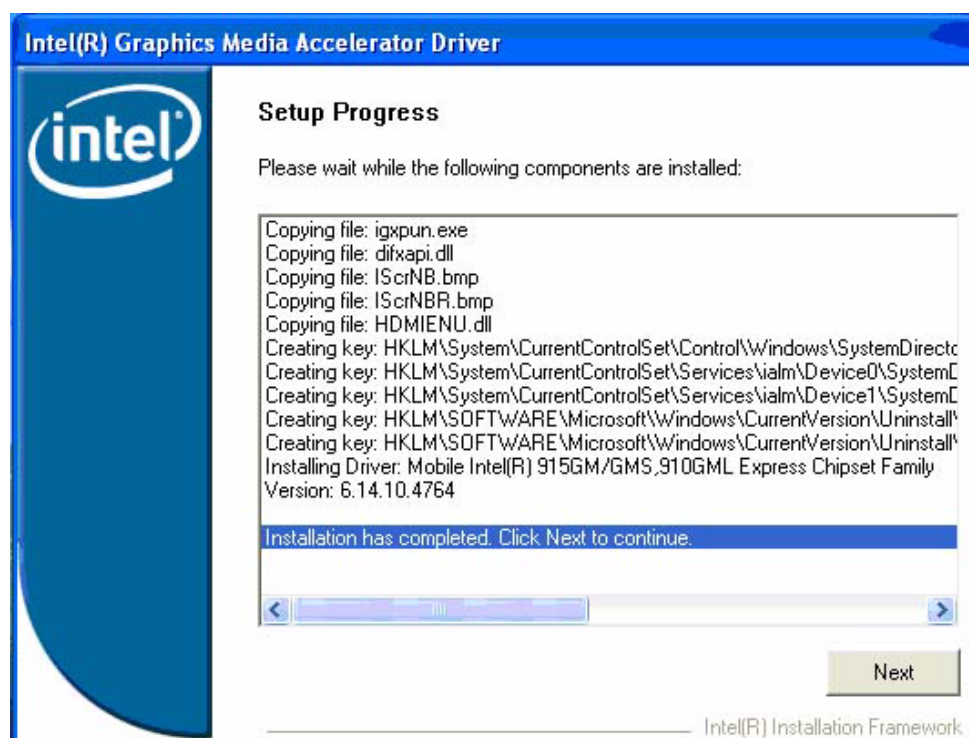 Intel(R) Graphics Media Accelerator Driver
intel
Setup Progress
Please wait while the following components are installed:
Copying file: igxpun.exe
Copying file: difxapi.dll
Copying file: IScrNB.bmp
Copying file: IScrNBR.bmp
Copying file: HDMIENU.dll
Creating key: HKLM\System\CurrentControlSet\Control\Windows\SystemDirecto
Creating key: HKLM\System\CurrentControlSet\Services\ialm\Device0\SystemD
Creating key: HKLM\System\CurrentControlSet\Services\ialm\Device1\SystemD
Creating key: HKLM\SOFTWARE\Microsoft\Windows\CurrentVersion\Uninstall\
Creating key: HKLM\SOFTWARE\Microsoft\Windows\CurrentVersion\Uninstall\
Installing Driver: Mobile Intel(R) 915GM/GMS,910GML Express Chipset Family
Version: 6.14.10.4764
Installation has completed. Click Next to continue.
Next
Intel(R) Installation Framework